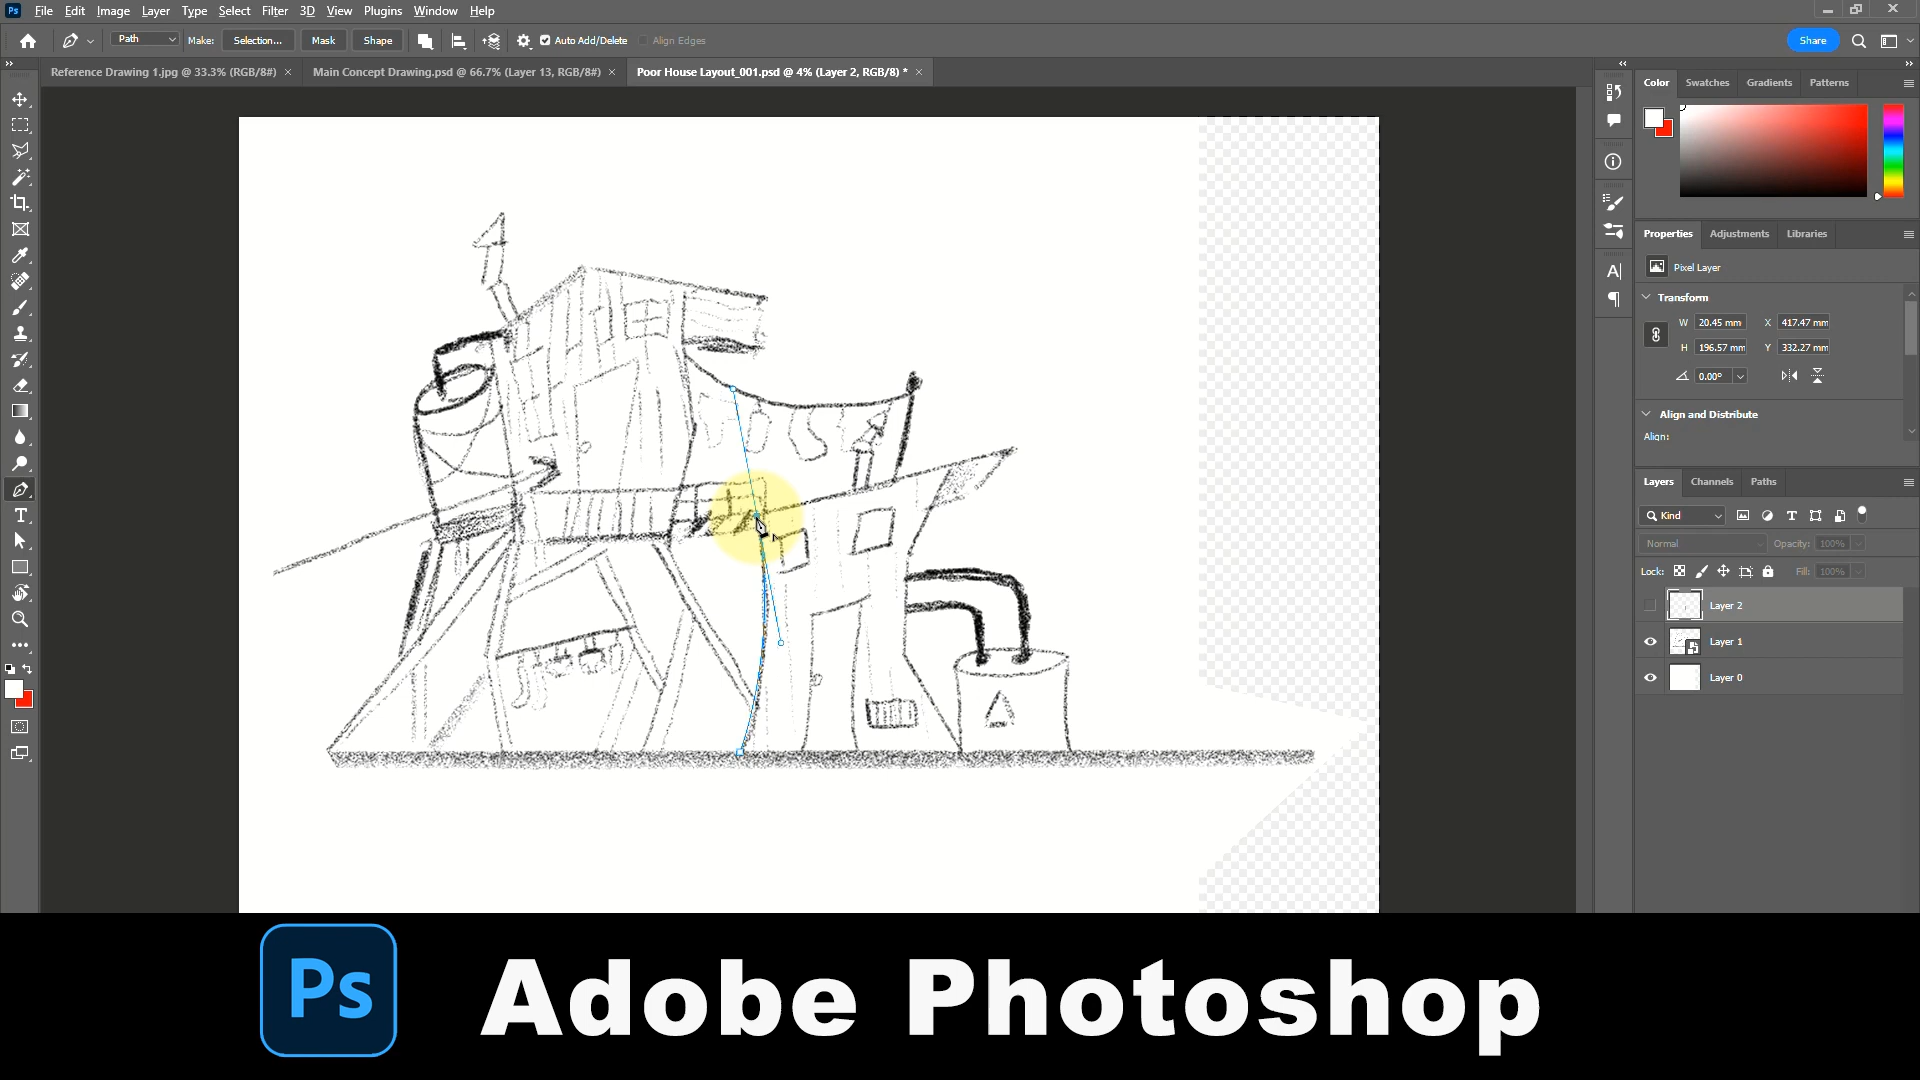 Ps File Edit Image Layer Type Select Filter 3D View Plugins Window Help
Path Make: Selection... Mask Shape Auto Add/Delete Align Edges Share
Reference Drawing 1.jpg @ 33.3% (RGB/8#) × Main Concept Drawing.psd @ 66.7% (Layer 13, RGB/8#) × Poor House Layout_001.psd @ 4% (Layer 2, RGB/8) * ×
Color Swatches Gradients Patterns
Properties Adjustments Libraries
Pixel Layer
Transform
W 20.45 mm X 417.47 mm
H 196.57 mm Y 332.27 mm
0.00°
Align and Distribute
Align:
Layers Channels Paths
Kind
Normal Opacity: 100%
Lock: Fill: 100%
Layer 2
Layer 1
Layer 0
Ps Adobe Photoshop